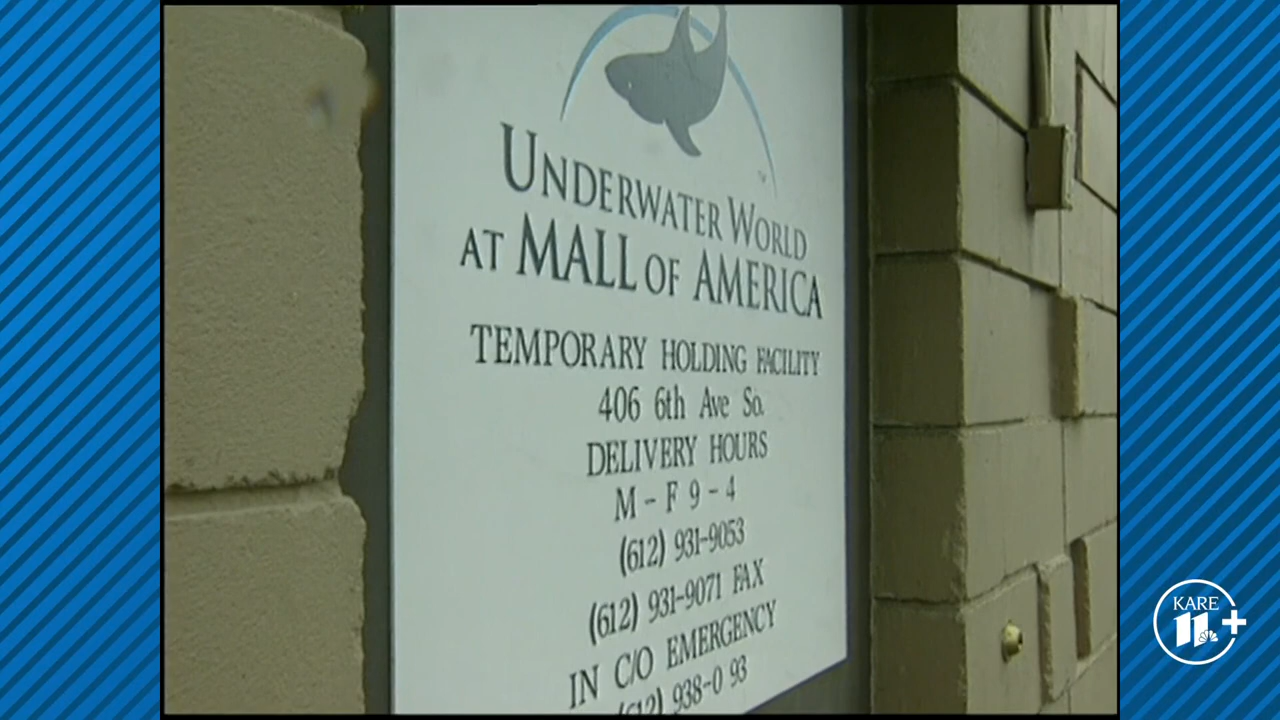 UNDERWATER WORLD
AT MALL OF AMERICA
TEMPORARY HOLDING FACILITY
406 6th Ave So.
DELIVERY HOURS
M - F 9 - 4
(612) 931-9053
(612) 931-9071 FAX
IN C/O EMERGENCY
(612)
KARE
11+